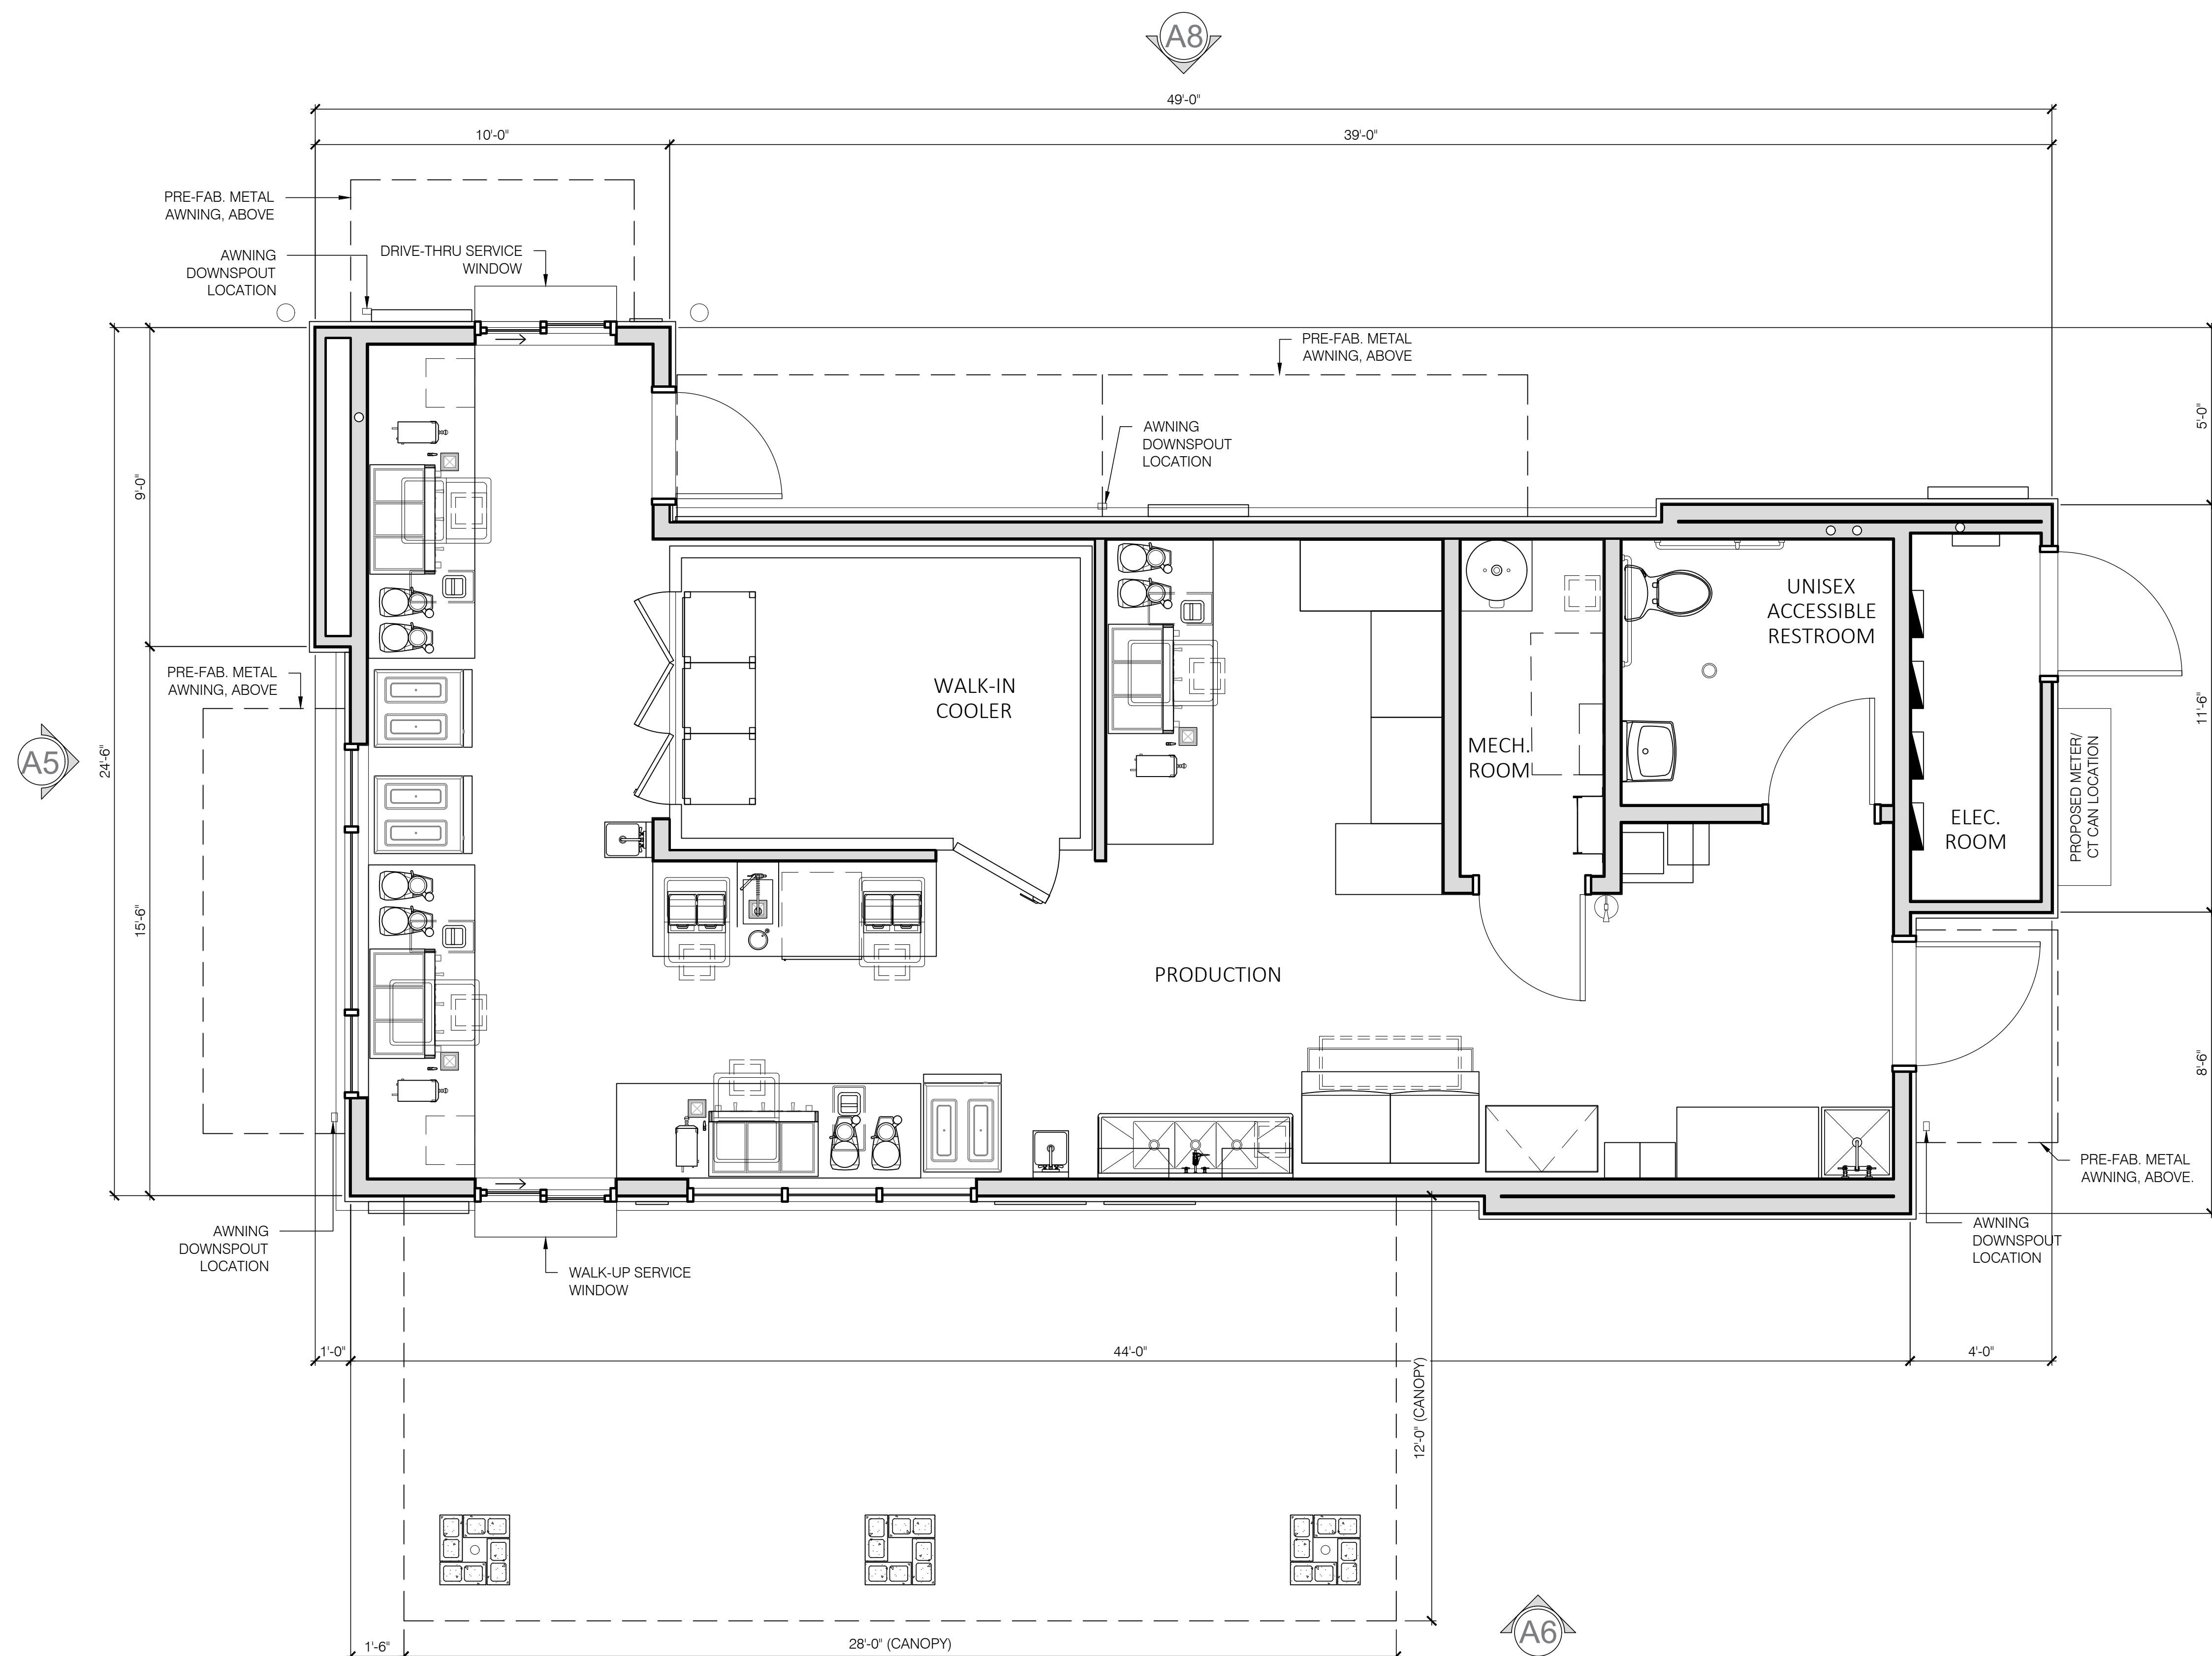 A8
49'-0"
10'-0"
39'-0"
PRE-FAB. METAL
AWNING, ABOVE
AWNING
DOWNSPOUT
LOCATION
DRIVE-THRU SERVICE
WINDOW
PRE-FAB. METAL
AWNING, ABOVE
AWNING
DOWNSPOUT
LOCATION
5'-0"
9'-0"
24'-6"
15'-6"
A5
PRE-FAB. METAL
AWNING, ABOVE
WALK-IN
COOLER
MECH.
ROOM
UNISEX
ACCESSIBLE
RESTROOM
ELEC.
ROOM
PROPOSED METER/
CT CAN LOCATION
11'-6"
PRODUCTION
8'-6"
PRE-FAB. METAL
AWNING, ABOVE.
AWNING
DOWNSPOUT
LOCATION
AWNING
DOWNSPOUT
LOCATION
WALK-UP SERVICE
WINDOW
1'-0"
44'-0"
4'-0"
12'-0" (CANOPY)
1'-6"
28'-0" (CANOPY)
A6